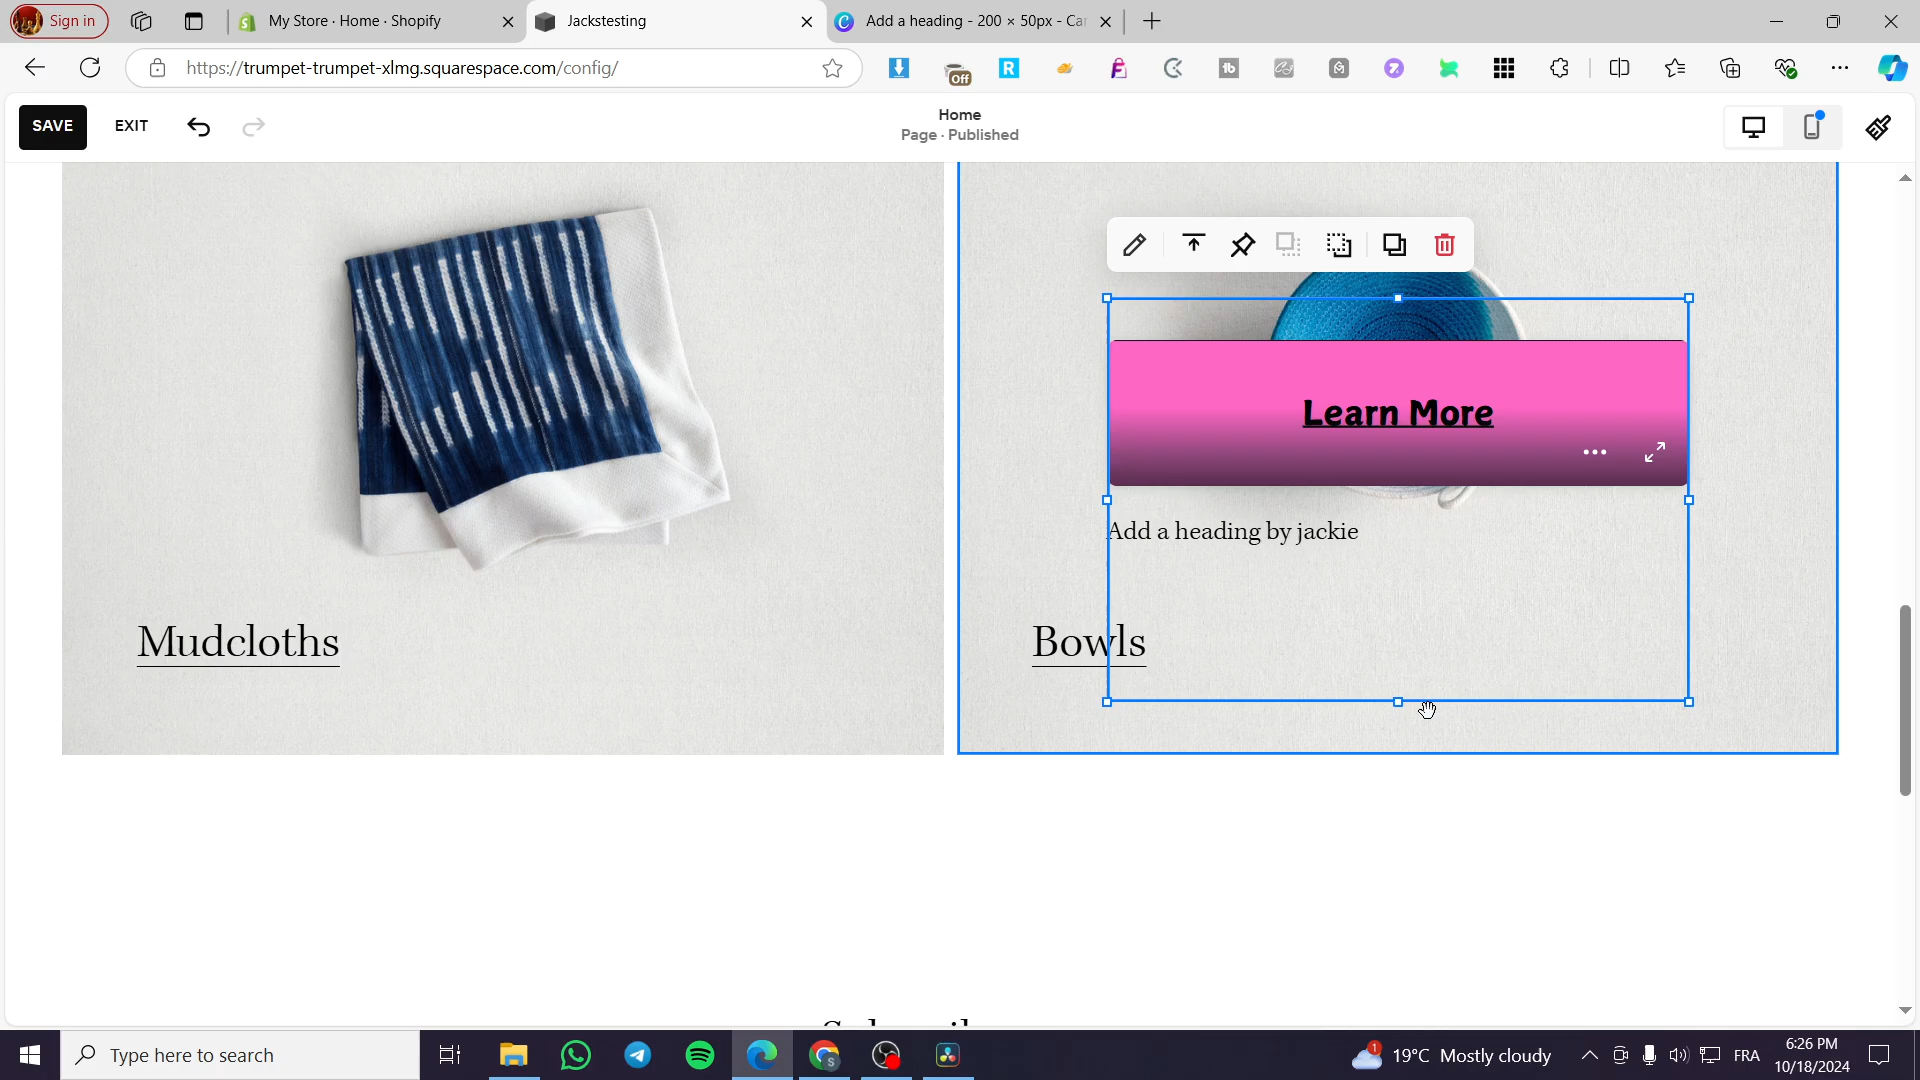 Sign in
My Store · Home · Shopify
Jackstesting
Add a heading - 200 × 50px - Ca
https://trumpet-trumpet-xlmg.squarespace.com/config/
Off
SAVE
EXIT
Home
Page · Published
Learn More
Add a heading by jackie
Mudcloths
Bowls
Type here to search
1
19°C Mostly cloudy
FRA
6:26 PM
10/18/2024